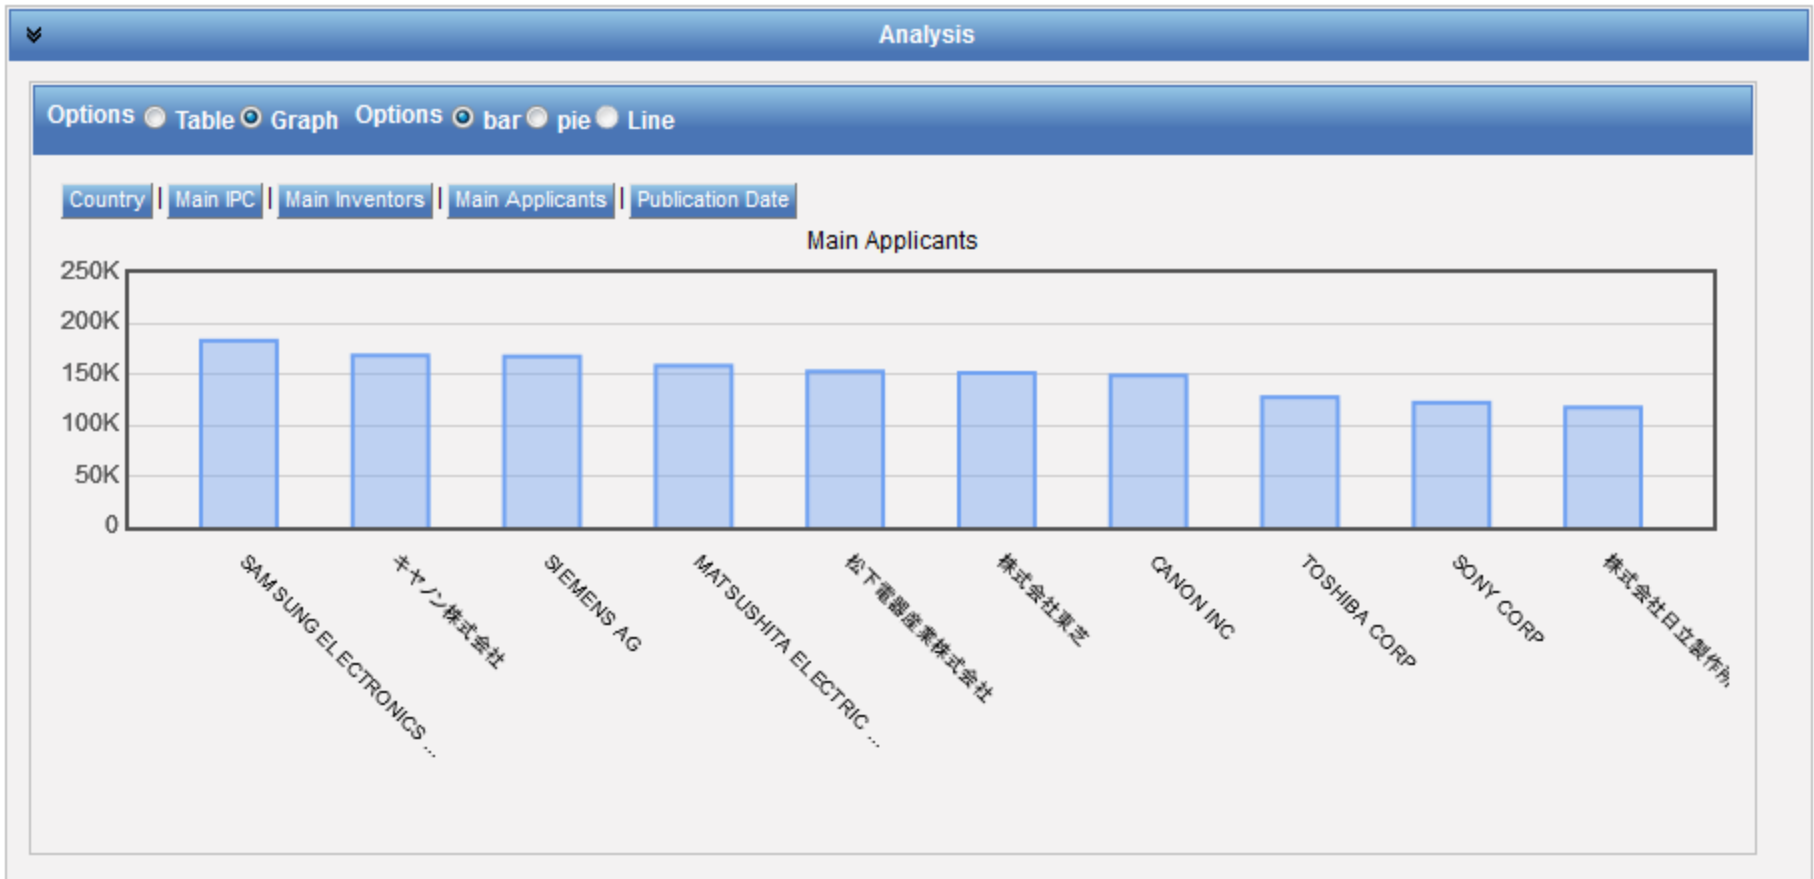 Analysis
Options Table Graph Options bar pie Line
Country | Main IPC | Main Inventors | Main Applicants | Publication Date
Main Applicants
250K
200K
150K
100K
50K
0
SAMSUNG ELECTRONICS ...
キヤノン株式会社
SIEMENS AG
MATSUSHITA ELECTRIC ...
松下電器産業株式会社
株式会社東芝
CANON INC
TOSHIBA CORP
SONY CORP
株式会社日立製作所